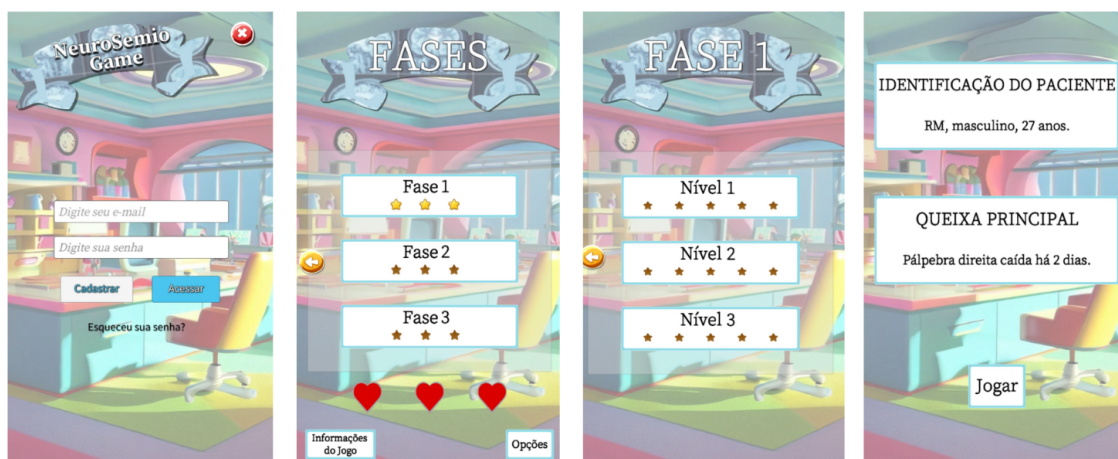 NeuroSemio
Game
Digite seu e-mail
Digite sua senha
Cadastrar
Acessar
Esqueceu sua senha?
FASES
Fase 1
Fase 2
Fase 3
Informações
do Jogo
Opções
FASE 1
Nível 1
Nível 2
Nível 3
IDENTIFICAÇÃO DO PACIENTE
RM, masculino, 27 anos.
QUEIXA PRINCIPAL
Pálpebra direita caída há 2 dias.
Jogar